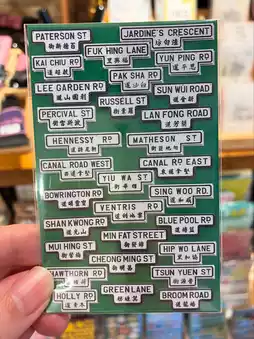 PATERSON ST
街新德百
JARDINE'S CRESCENT
坊甸渣
FUK HING LANE
里興福
KAI CHIU RD
道超啟
YUN PING RD
道平恩
PAK SHA RD
道沙白
LEE GARDEN RD
道山園利
SUN WUI ROAD
道會新
RUSSELL ST
街素羅
PERCIVAL ST
街富斯波
LAN FONG ROAD
道芳蘭
HENNESSY RD
道詩尼軒
MATHESON ST
街臣地勿
CANAL ROAD WEST
西道拿堅
CANAL RD EAST
東道拿堅
YIU WA ST
街華耀
BOWRINGTON RD
道頓靈寶
SING WOO RD.
道和成
VENTRIS RD
道利地雲
SHAN KWONG RD
道光山
BLUE POOL RD
道塘藍
MIN FAT STREET
街發綿
MUI HING ST
街馨梅
HIP WO LANE
里和協
CHEONG MING ST
街明昌
HAWTHORN RD
TSUN YUEN ST
街源晉
HOLLY RD
道青冬
GREEN LANE
坊璉箕
BROOM ROAD
道龍蟠